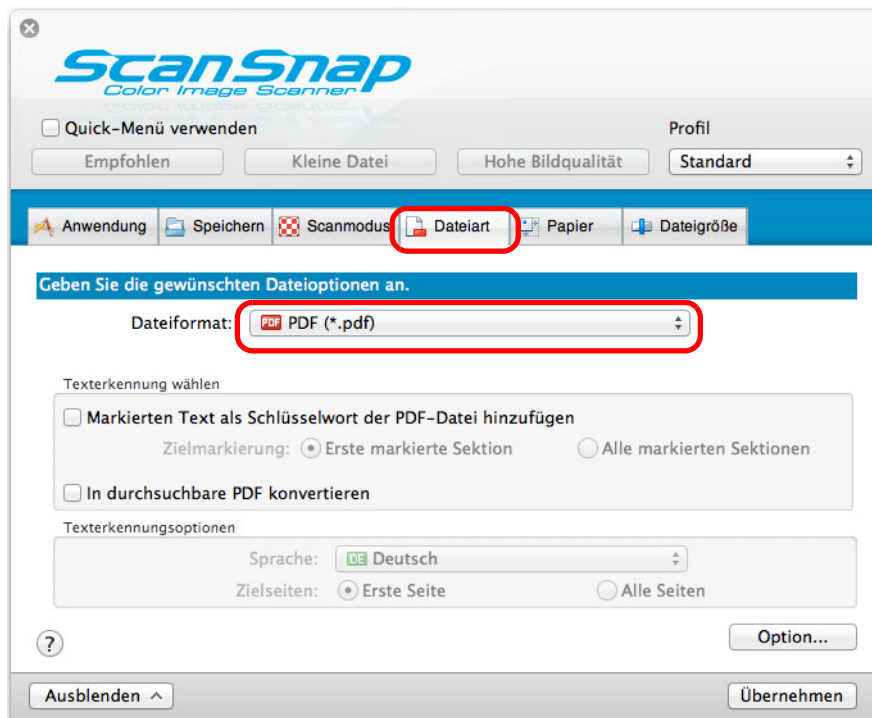 ScanSnap
Color Image Scanner
Quick-Menü verwenden
Profil
Empfohlen Kleine Datei Hohe Bildqualität Standard
Anwendung Speichern Scanmodus Dateiart Papier Dateigröße
Geben Sie die gewünschten Dateioptionen an.
Dateiformat: PDF PDF (*.pdf)
Texterkennung wählen
Markierten Text als Schlüsselwort der PDF-Datei hinzufügen
Zielmarkierung: Erste markierte Sektion Alle markierten Sektionen
In durchsuchbare PDF konvertieren
Texterkennungsoptionen
Sprache: DE Deutsch
Zielseiten: Erste Seite Alle Seiten
? Option...
Ausblenden Übernehmen